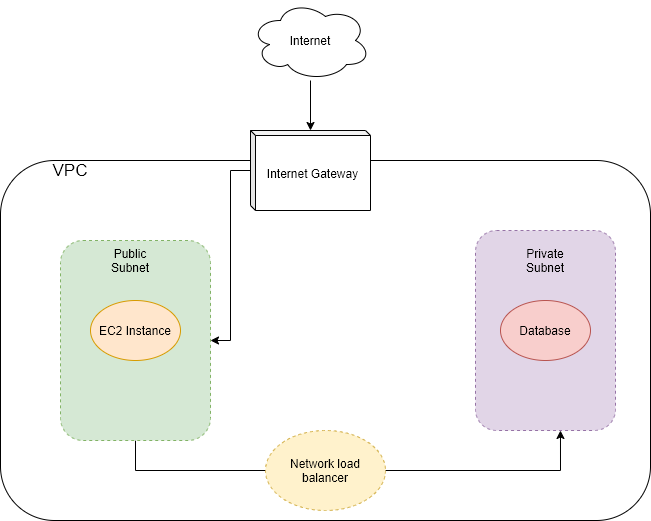 Internet
Internet Gateway
VPC
Public
Subnet
EC2 Instance
Private
Subnet
Database
Network load
balancer